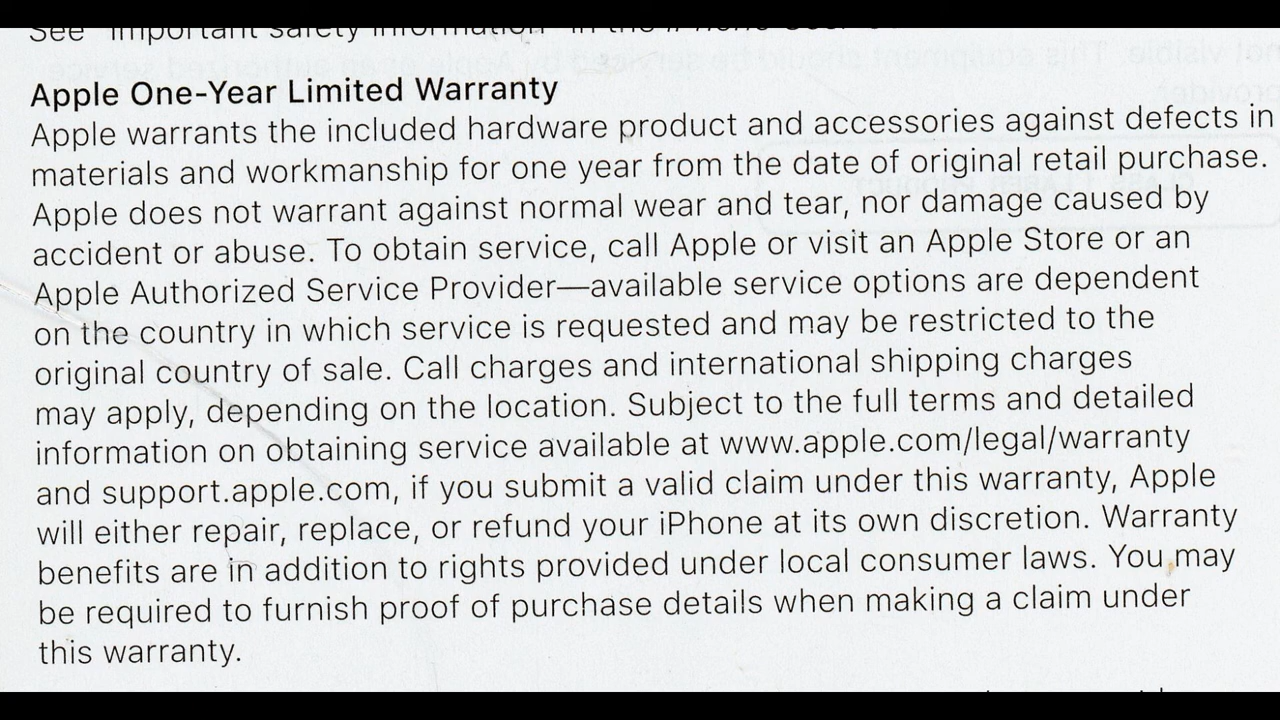 See "Important safety information" in the
Apple One-Year Limited Warranty
Apple warrants the included hardware product and accessories against defects in
materials and workmanship for one year from the date of original retail purchase.
Apple does not warrant against normal wear and tear, nor damage caused by
accident or abuse. To obtain service, call Apple or visit an Apple Store or an
Apple Authorized Service Provider—available service options are dependent
on the country in which service is requested and may be restricted to the
original country of sale. Call charges and international shipping charges
may apply, depending on the location. Subject to the full terms and detailed
information on obtaining service available at www.apple.com/legal/warranty
and support.apple.com, if you submit a valid claim under this warranty, Apple
will either repair, replace, or refund your iPhone at its own discretion. Warranty
benefits are in addition to rights provided under local consumer laws. You may
be required to furnish proof of purchase details when making a claim under
this warranty.